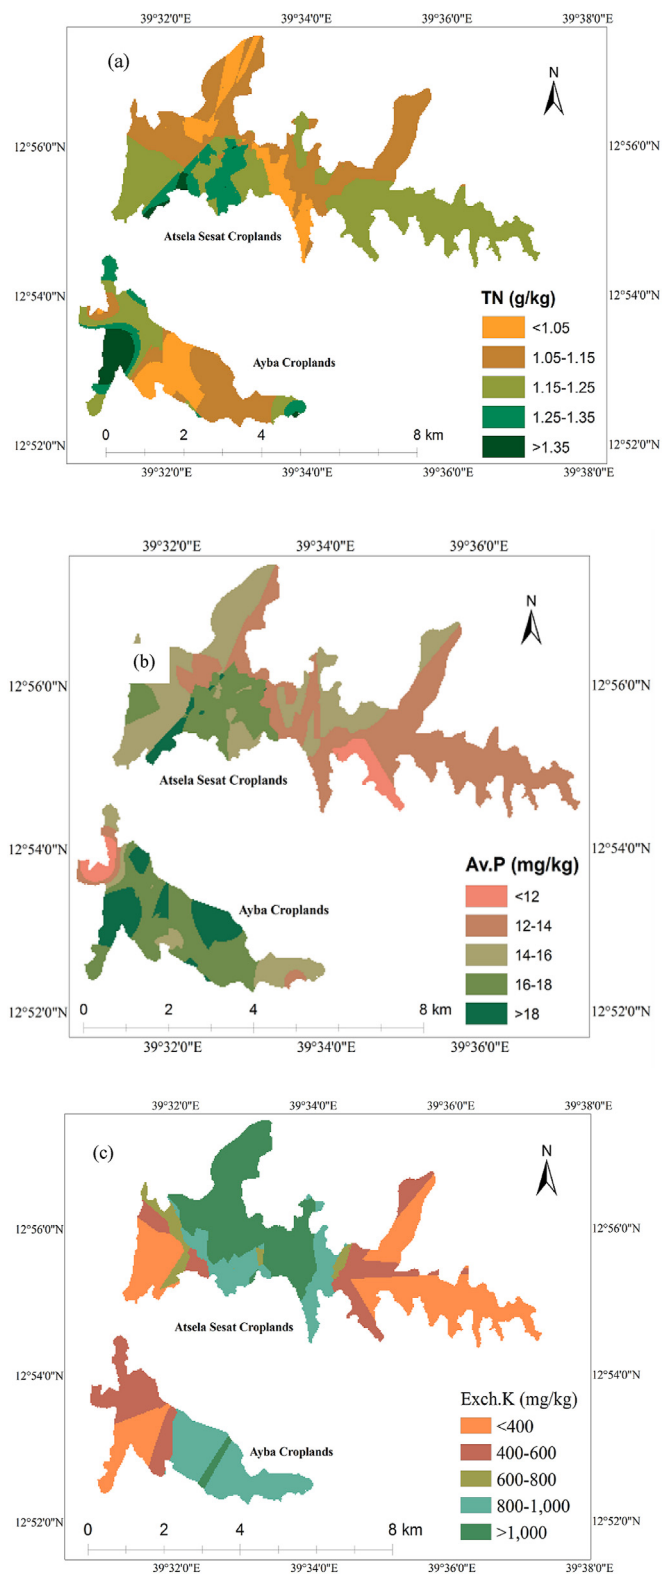 39°32'0"E 39°34'0"E 39°36'0"E
(a)
N
12°56'0"N 12°56'0"N
Atsela Sesat Croplands
12°54'0"N 12°54'0"N
TN (g/kg)
<1.05
1.05-1.15
1.15-1.25
1.25-1.35
>1.35
Ayba Croplands
12°52'0"N 12°52'0"N
0 2 4 8 km
39°32'0"E 39°34'0"E 39°36'0"E 39°38'0"E
39°32'0"E 39°34'0"E 39°36'0"E
N
(b)
12°56'0"N 12°56'0"N
Atsela Sesat Croplands
12°54'0"N 12°54'0"N
Av.P (mg/kg)
<12
12-14
14-16
16-18
>18
Ayba Croplands
12°52'0"N 12°52'0"N
0 2 4 8 km
39°32'0"E 39°34'0"E 39°36'0"E
39°32'0"E 39°34'0"E 39°36'0"E 39°38'0"E
(c)
N
12°56'0"N 12°56'0"N
Atsela Sesat Croplands
12°54'0"N 12°54'0"N
Exch.K (mg/kg)
<400
400-600
600-800
800-1,000
>1,000
Ayba Croplands
12°52'0"N 12°52'0"N
0 2 4 8 km
39°32'0"E 39°34'0"E 39°36'0"E 39°38'0"E